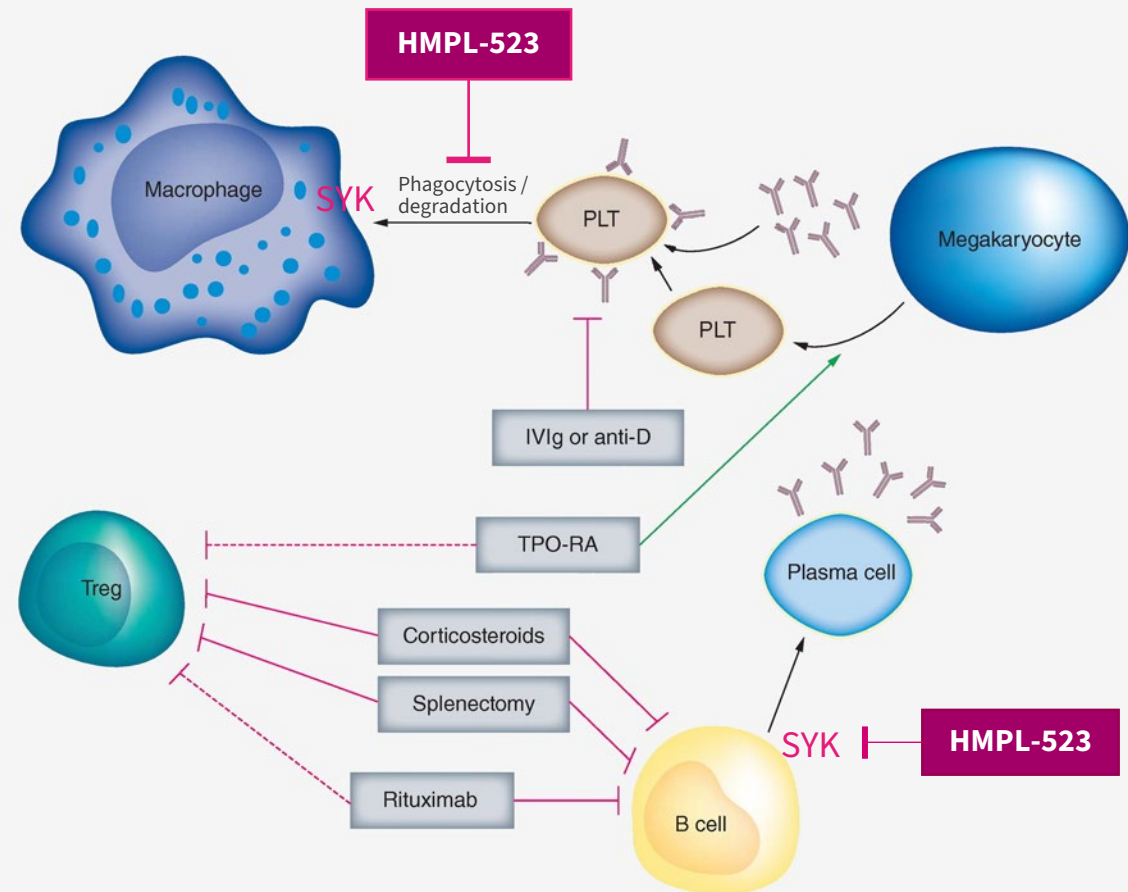 HMPL-523
Macrophage
SYK
Phagocytosis /
degradation
PLT
Megakaryocyte
PLT
IVIg or anti-D
TPO-RA
Plasma cell
Treg
Corticosteroids
Splenectomy
SYK
HMPL-523
Rituximab
B cell